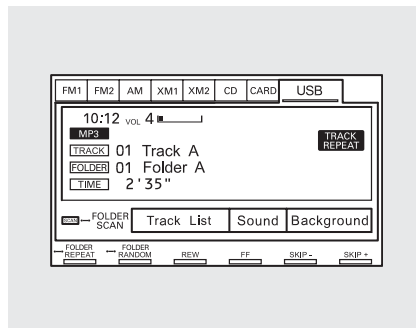 FM1 FM2 AM XM1 XM2 CD CARD USB
10:12 VOL 4
MP3
TRACK REPEAT
TRACK 01 Track A
FOLDER 01 Folder A
TIME 2'35"
SCAN FOLDER SCAN Track List Sound Background
FOLDER REPEAT FOLDER RANDOM REW FF SKIP - SKIP +